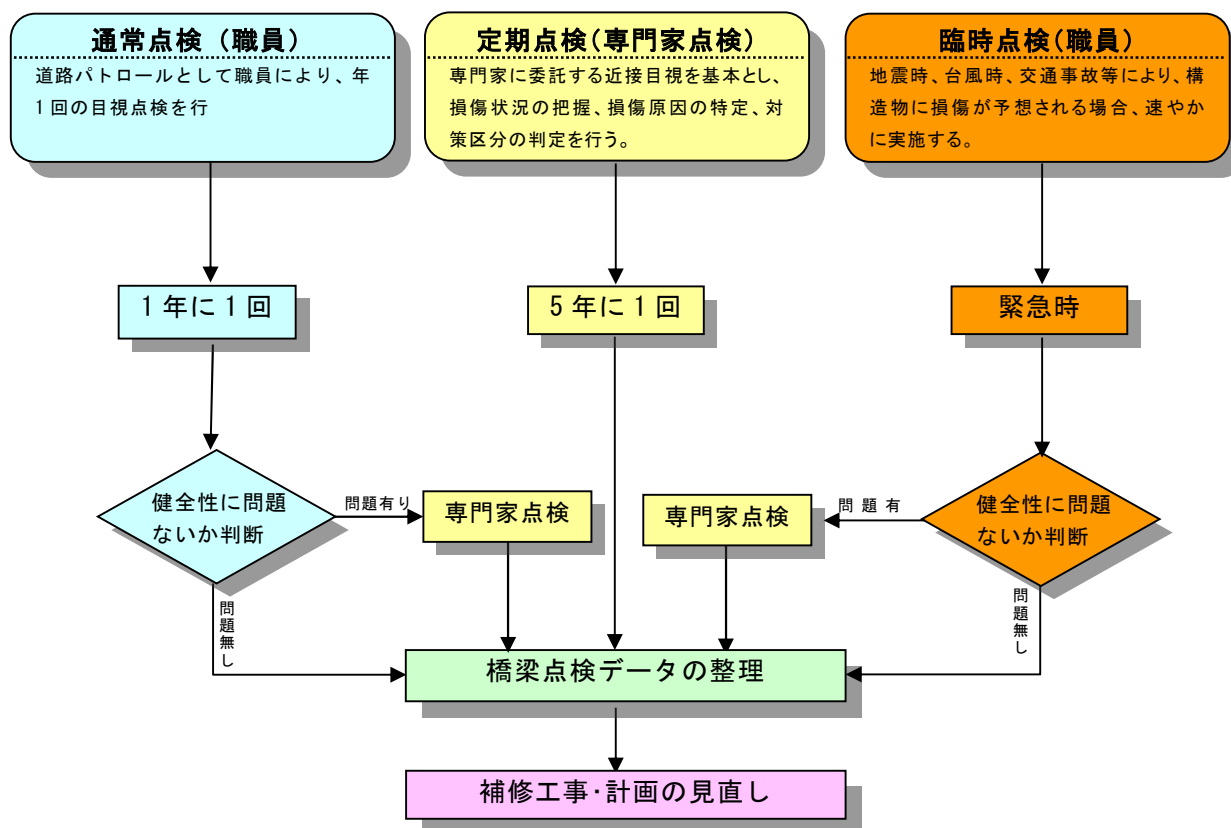 通常点検（職員）
道路パトロールとして職員により、年
1回の目視点検を行
定期点検（専門家点検）
専門家に委託する近接目視を基本とし、
損傷状況の把握、損傷原因の特定、対
策区分の判定を行う。
臨時点検（職員）
地震時、台風時、交通事故等により、構
造物に損傷が予想される場合、速やか
に実施する。
1年に1回
5年に1回
緊急時
健全性に問題
ないか判断
問題有り
専門家点検
専門家点検
問題有
健全性に問題
ないか判断
問題無し
問題無し
橋梁点検データの整理
補修工事・計画の見直し